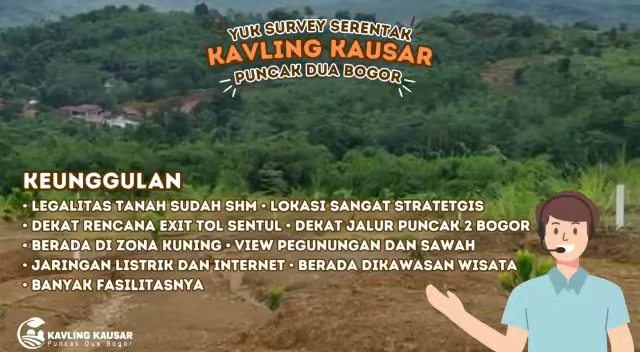 YUK SURVEY SERENTAK
KAVLING KAUSAR
PUNCAK DUA BOGOR
KEUNGGULAN
• LEGALITAS TANAH SUDAH SHM • LOKASI SANGAT STRATETGIS
• DEKAT RENCANA EXIT TOL SENTUL • DEKAT JALUR PUNCAK 2 BOGOR
• BERADA DI ZONA KUNING • VIEW PEGUNUNGAN DAN SAWAH
• JARINGAN LISTRIK DAN INTERNET • BERADA DIKAWASAN WISATA
• BANYAK FASILITASNYA
KAVLING KAUSAR
Puncak Dua Bogor